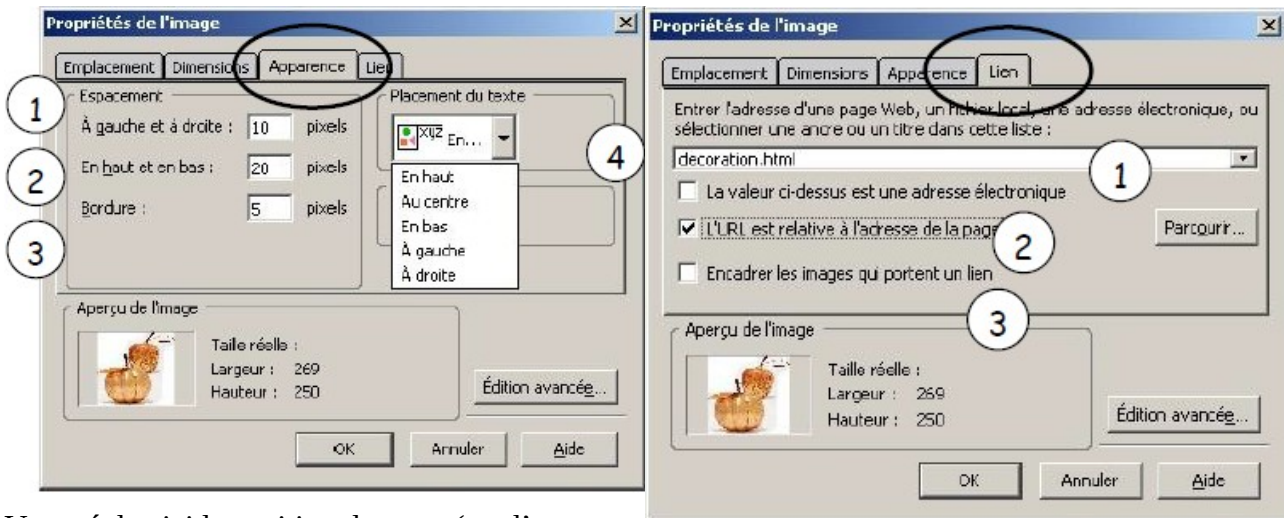 Propriétés de l'image
Emplacement Dimensions Apparence Lien
1
Espacement
À gauche et à droite : 10 pixels
2
En haut et en bas : 20 pixels
Bordure : 5 pixels
3
Placement du texte
xyz En...
4
En haut
Au centre
En bas
À gauche
À droite
Aperçu de l'image
Taille réelle :
Largeur : 269
Hauteur : 250
Édition avancée...
OK Annuler Aide
Propriétés de l'image
Emplacement Dimensions Apparence Lien
Entrer l'adresse d'une page Web, un fichier local, une adresse électronique, ou
sélectionner une ancre ou un titre dans cette liste :
decoration.html
1
La valeur ci-dessus est une adresse électronique
L'URL est relative à l'adresse de la page
2
Parcourir...
Encadrer les images qui portent un lien
3
Aperçu de l'image
Taille réelle :
Largeur : 269
Hauteur : 250
Édition avancée...
OK Annuler Aide